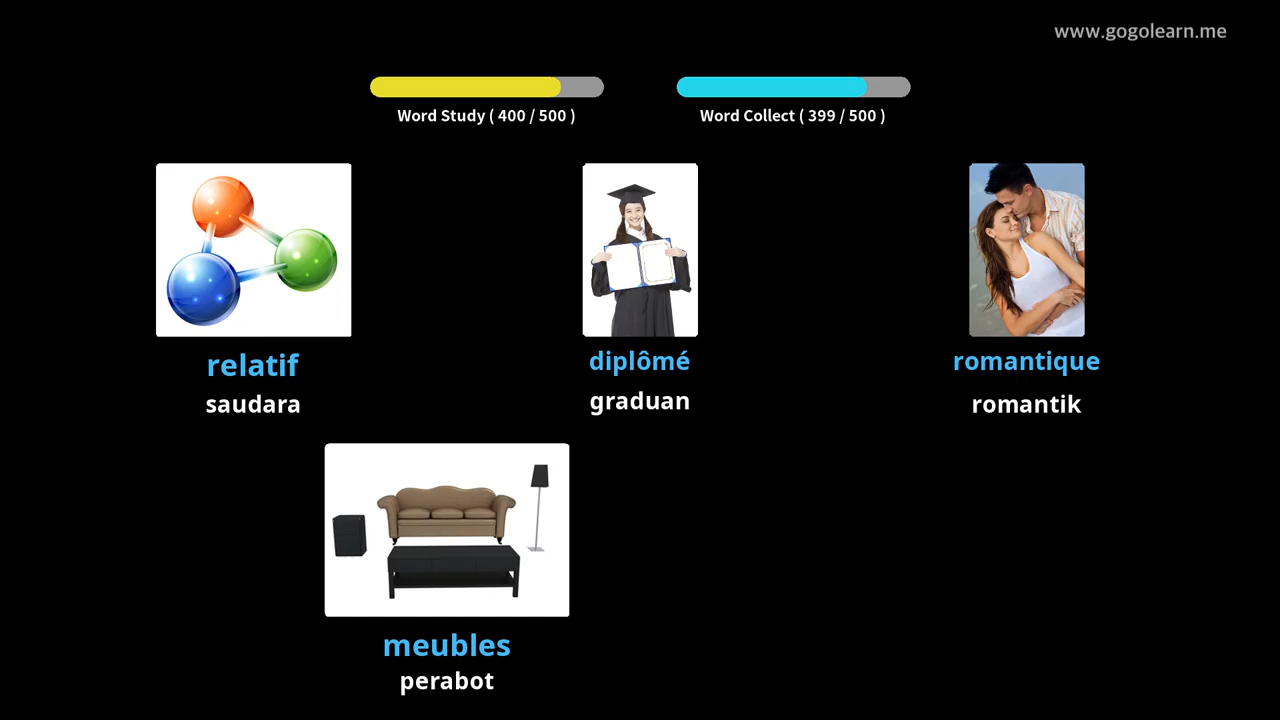 www.gogolearn.me
Word Study ( 400 / 500 )
Word Collect ( 399 / 500 )
relatif
saudara
diplômé
graduan
romantique
romantik
meubles
perabot